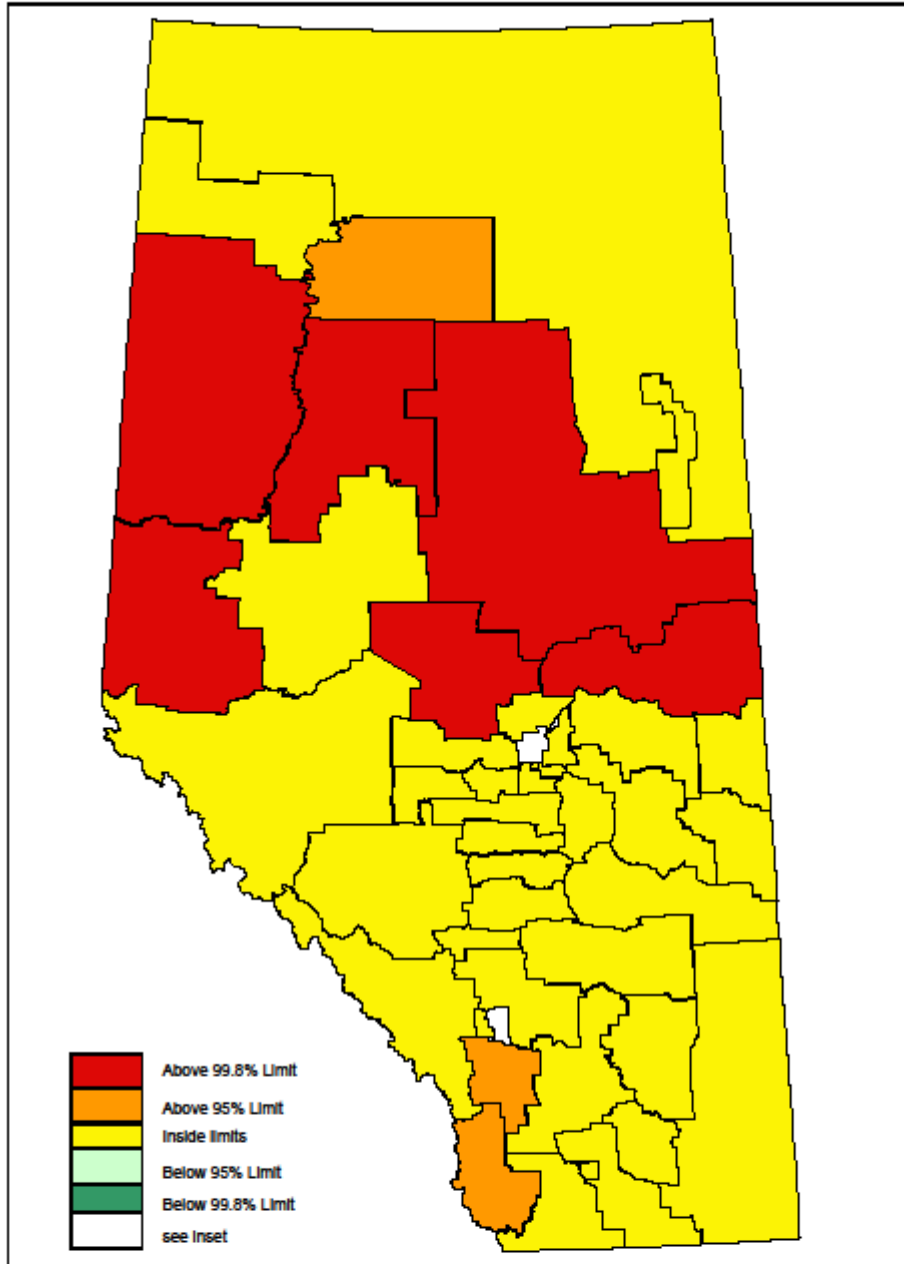 Above 99.8% Limit
Above 95% Limit
Inside limits
Below 95% Limit
Below 99.8% Limit
see Inset